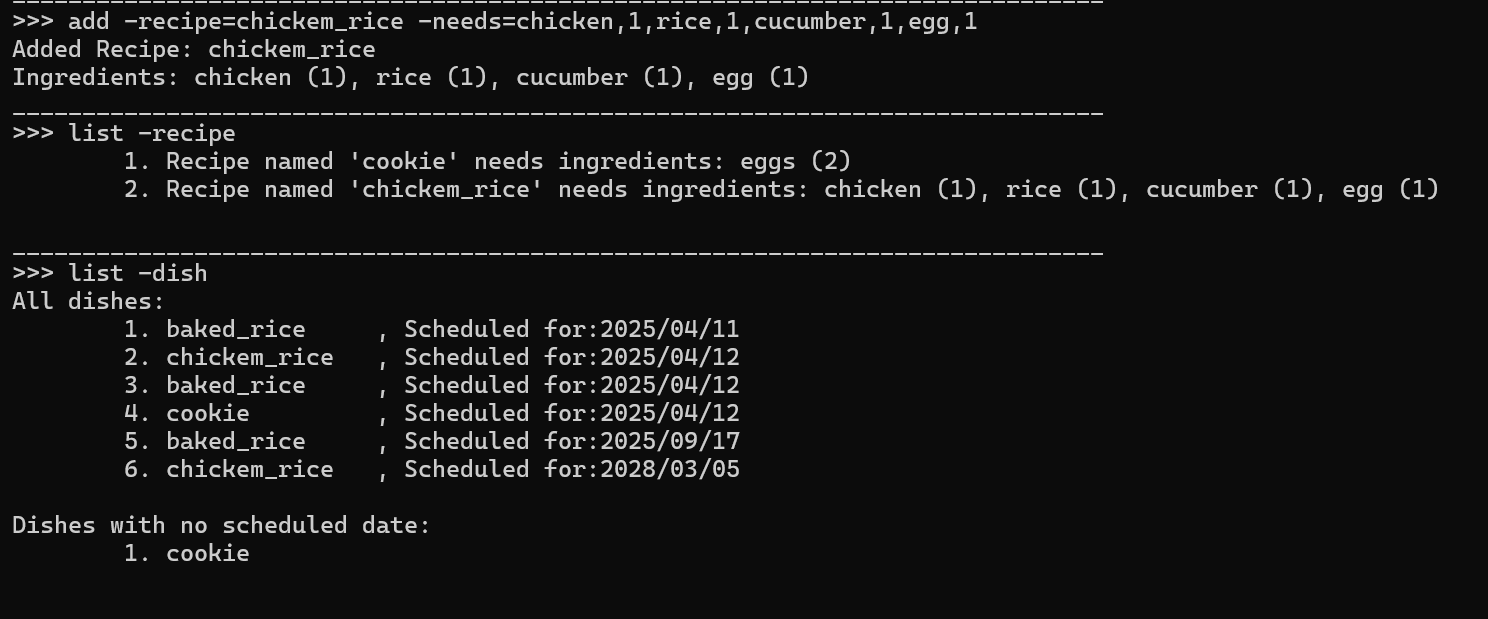 >>> add -recipe=chickem_rice -needs=chicken,1,rice,1,cucumber,1,egg,1
Added Recipe: chickem_rice
Ingredients: chicken (1), rice (1), cucumber (1), egg (1)
______________________________________________________________________________
>>> list -recipe
        1. Recipe named 'cookie' needs ingredients: eggs (2)
        2. Recipe named 'chickem_rice' needs ingredients: chicken (1), rice (1), cucumber (1), egg (1)
______________________________________________________________________________
>>> list -dish
All dishes:
        1. baked_rice     , Scheduled for:2025/04/11
        2. chickem_rice   , Scheduled for:2025/04/12
        3. baked_rice     , Scheduled for:2025/04/12
        4. cookie         , Scheduled for:2025/04/12
        5. baked_rice     , Scheduled for:2025/09/17
        6. chickem_rice   , Scheduled for:2028/03/05
Dishes with no scheduled date:
        1. cookie